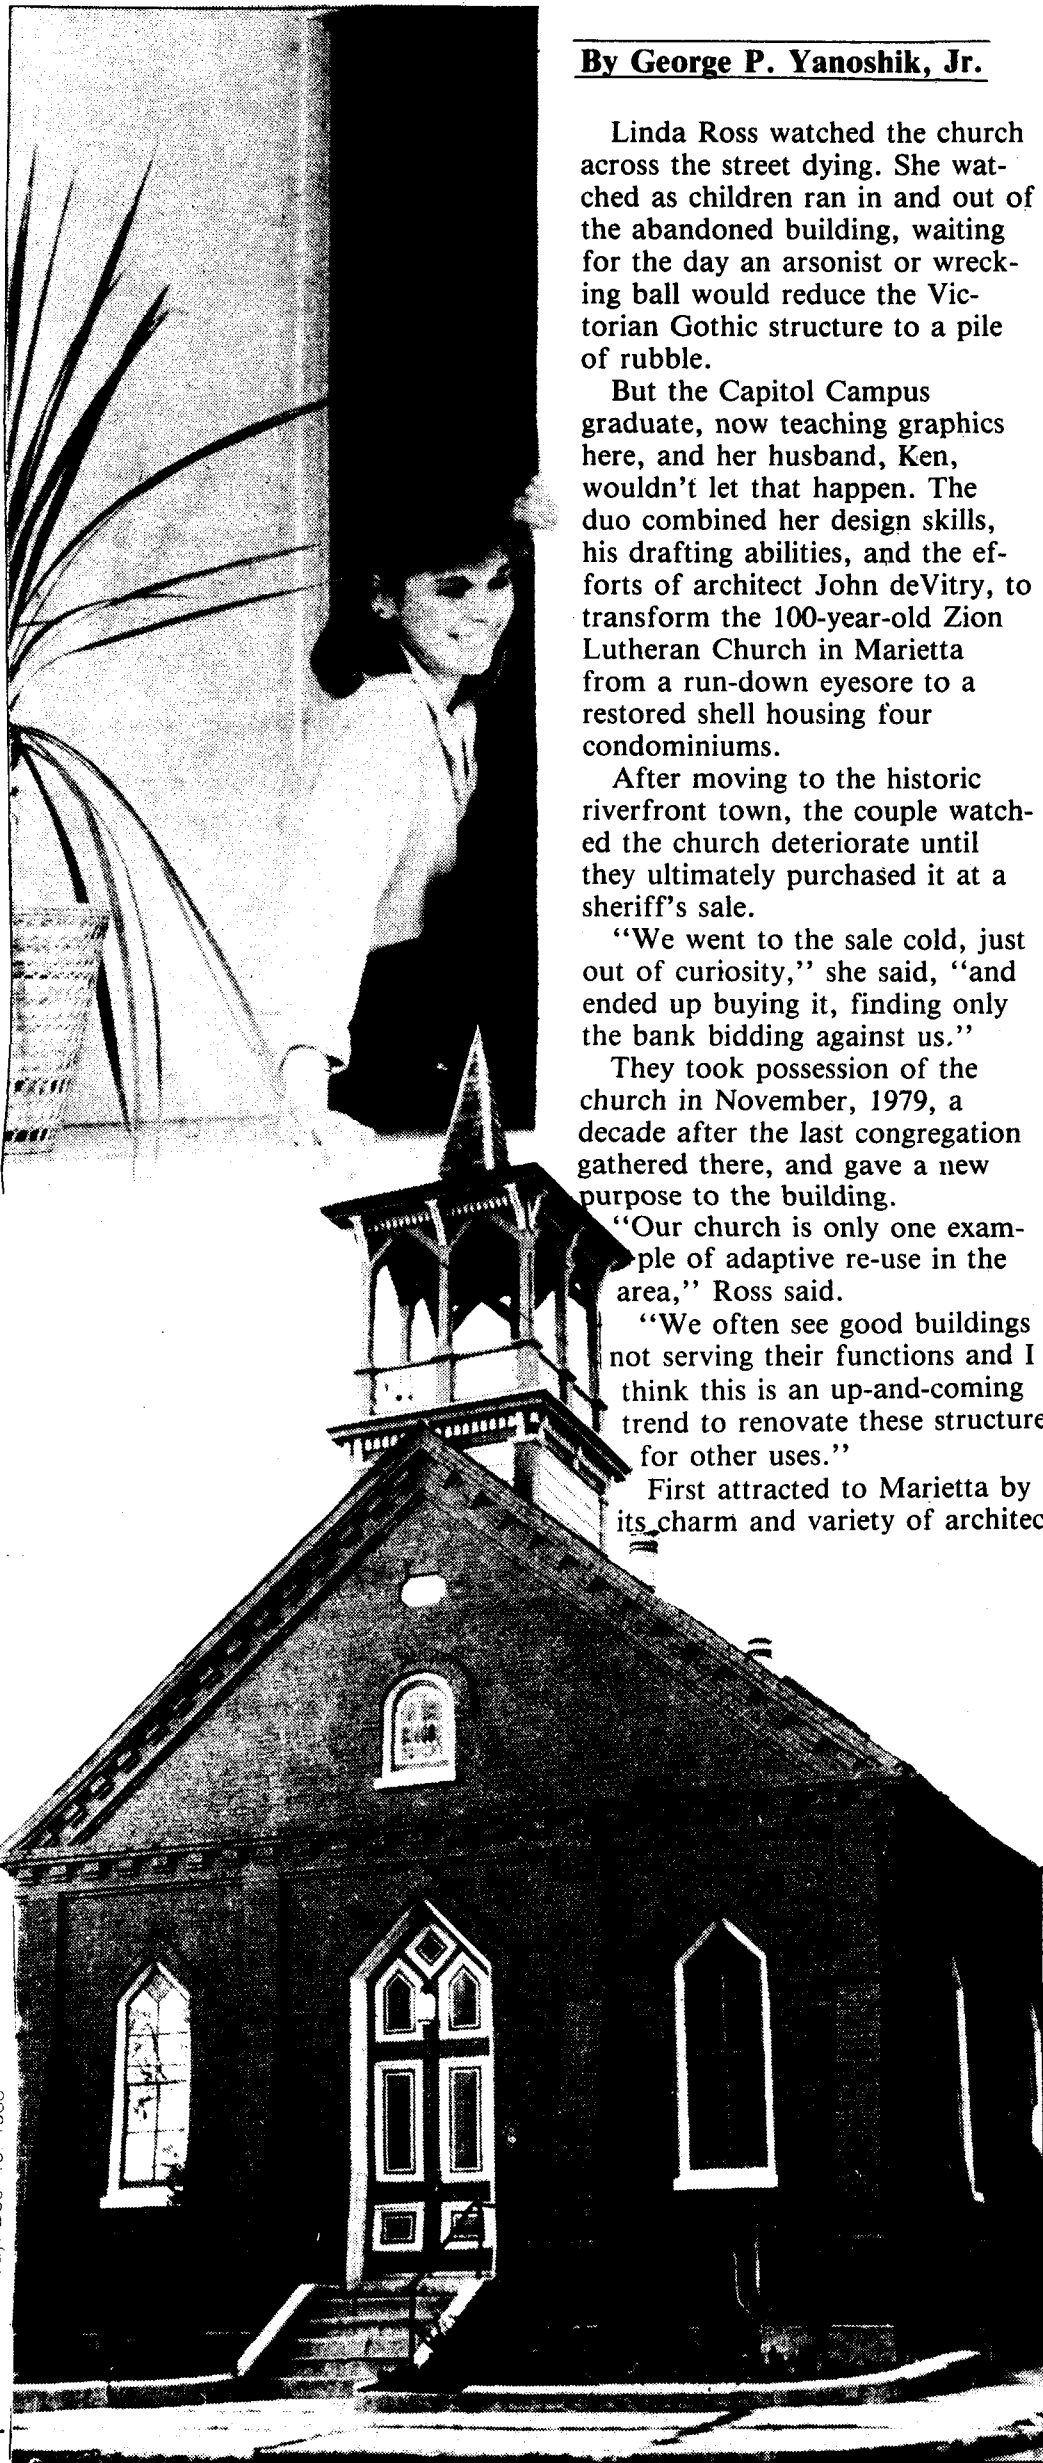 By George P. Yanoshik, Jr.
Linda Ross watched the church
across the street dying. She wat-
ched as children ran in and out of
the abandoned building, waiting
for the day an arsonist or wreck-
ing ball would reduce the Vic-
torian Gothic structure to a pile
of rubble.
But the Capitol Campus
graduate, now teaching graphics
here, and her husband, Ken,
wouldn't let that happen. The
duo combined her design skills,
his drafting abilities, and the ef-
forts of architect John deVitry, to
transform the 100-year-old Zion
Lutheran Church in Marietta
from a run-down eyesore to a
restored shell housing four
condominiums.
After moving to the historic
riverfront town, the couple watch-
ed the church deteriorate until
they ultimately purchased it at a
sheriff's sale.
“We went to the sale cold, just
out of curiosity,” she said, “and
ended up buying it, finding only
the bank bidding against us.”
They took possession of the
church in November, 1979, a
decade after the last congregation
gathered there, and gave a new
purpose to the building.
“Our church is only one exam-
ple of adaptive re-use in the
area,” Ross said.
“We often see good buildings
not serving their functions and I
think this is an up-and-coming
trend to renovate these structure
for other uses.”
First attracted to Marietta by
its charm and variety of architec